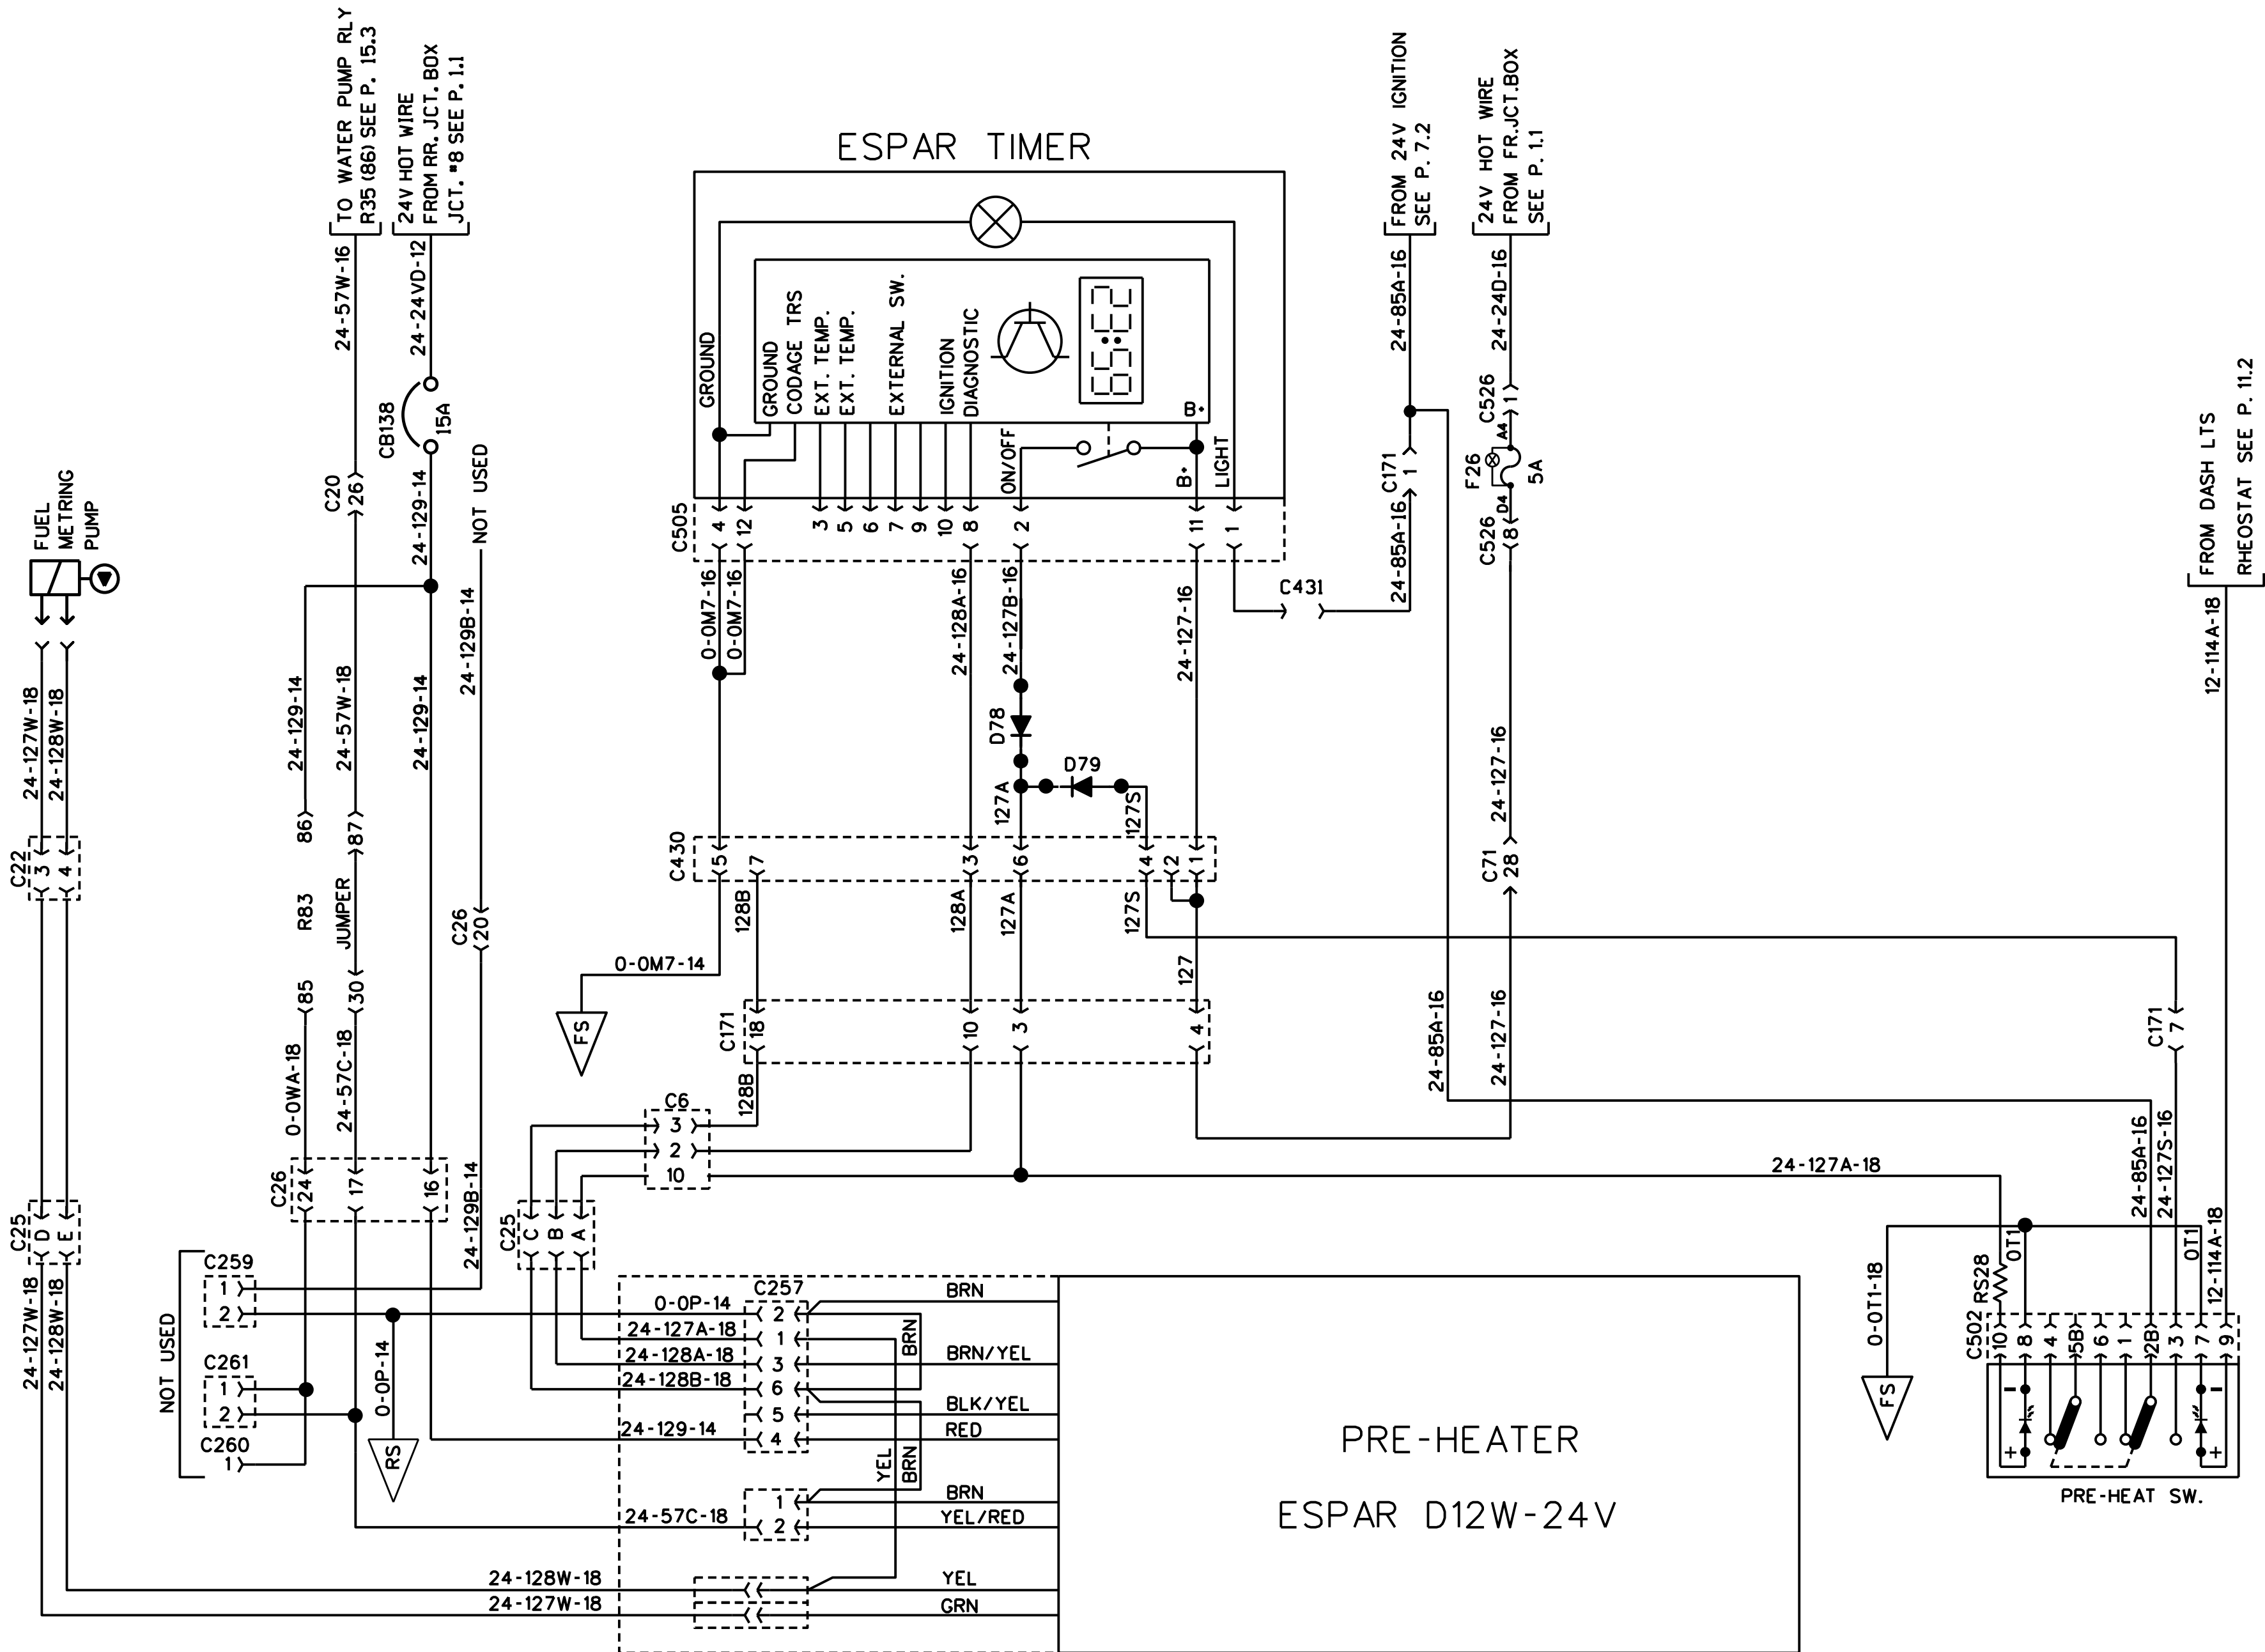 TO WATER PUMP RLY
R35 (86) SEE P. 15.3
24V HOT WIRE
FROM RR. JCT. BOX
JCT. #8 SEE P. 1.1
ESPAR TIMER
FROM 24V IGNITION
SEE P. 7.2
24V HOT WIRE
FROM FR.JCT.BOX
SEE P. 1.1
FROM DASH LTS
RHEOSTAT SEE P. 11.2
24-57W-16
24-24VD-12
CB138
15A
C20
26
24-129-14
NOT USED
FUEL
METRING
PUMP
GROUND
GROUND
CODAGE TRS
EXT. TEMP.
EXT. TEMP.
EXTERNAL SW.
IGNITION
DIAGNOSTIC
B+
ON/OFF
B+
LIGHT
C505
4
12
3
5
6
7
9
10
8
2
11
1
24-85A-16
24-24D-16
C526
1
A4
F26
5A
D4
C526
8
C171
1
24-85A-16
C431
12-114A-18
0-0M7-16
0-0M7-16
24-128A-16
24-127B-16
24-127-16
D78
D79
127A
127S
24-127W-18
24-128W-18
24-129-14
24-57W-18
24-129-14
24-129B-14
24-127-16
C22
3
4
86
87
R83
JUMPER
85
30
C26
20
C430
5
7
3
6
4
2
1
C71
28
128B
128A
127A
127S
127
0-0M7-14
FS
C171
18
10
3
4
24-85A-16
24-127-16
C171
7
0-0WA-18
24-57C-18
128B
C6
3
2
10
24-127A-18
24-85A-16
24-127S-16
C26
24
17
16
24-129B-14
C25
D
E
C25
C
B
A
24-127W-18
24-128W-18
NOT USED
C259
1
2
C261
1
2
C260
1
0-0P-14
RS
C257
0-0P-14
2
BRN
24-127A-18
1
BRN
24-128A-18
3
BRN/YEL
24-128B-18
6
5
BLK/YEL
24-129-14
4
RED
YEL
BRN
1
BRN
24-57C-18
2
YEL/RED
24-128W-18
YEL
24-127W-18
GRN
PRE-HEATER
ESPAR D12W-24V
0-0T1-18
FS
RS28
0T1
0T1
12-114A-18
C502
10
8
4
5B
6
1
2B
3
7
9
-
+
-
+
PRE-HEAT SW.